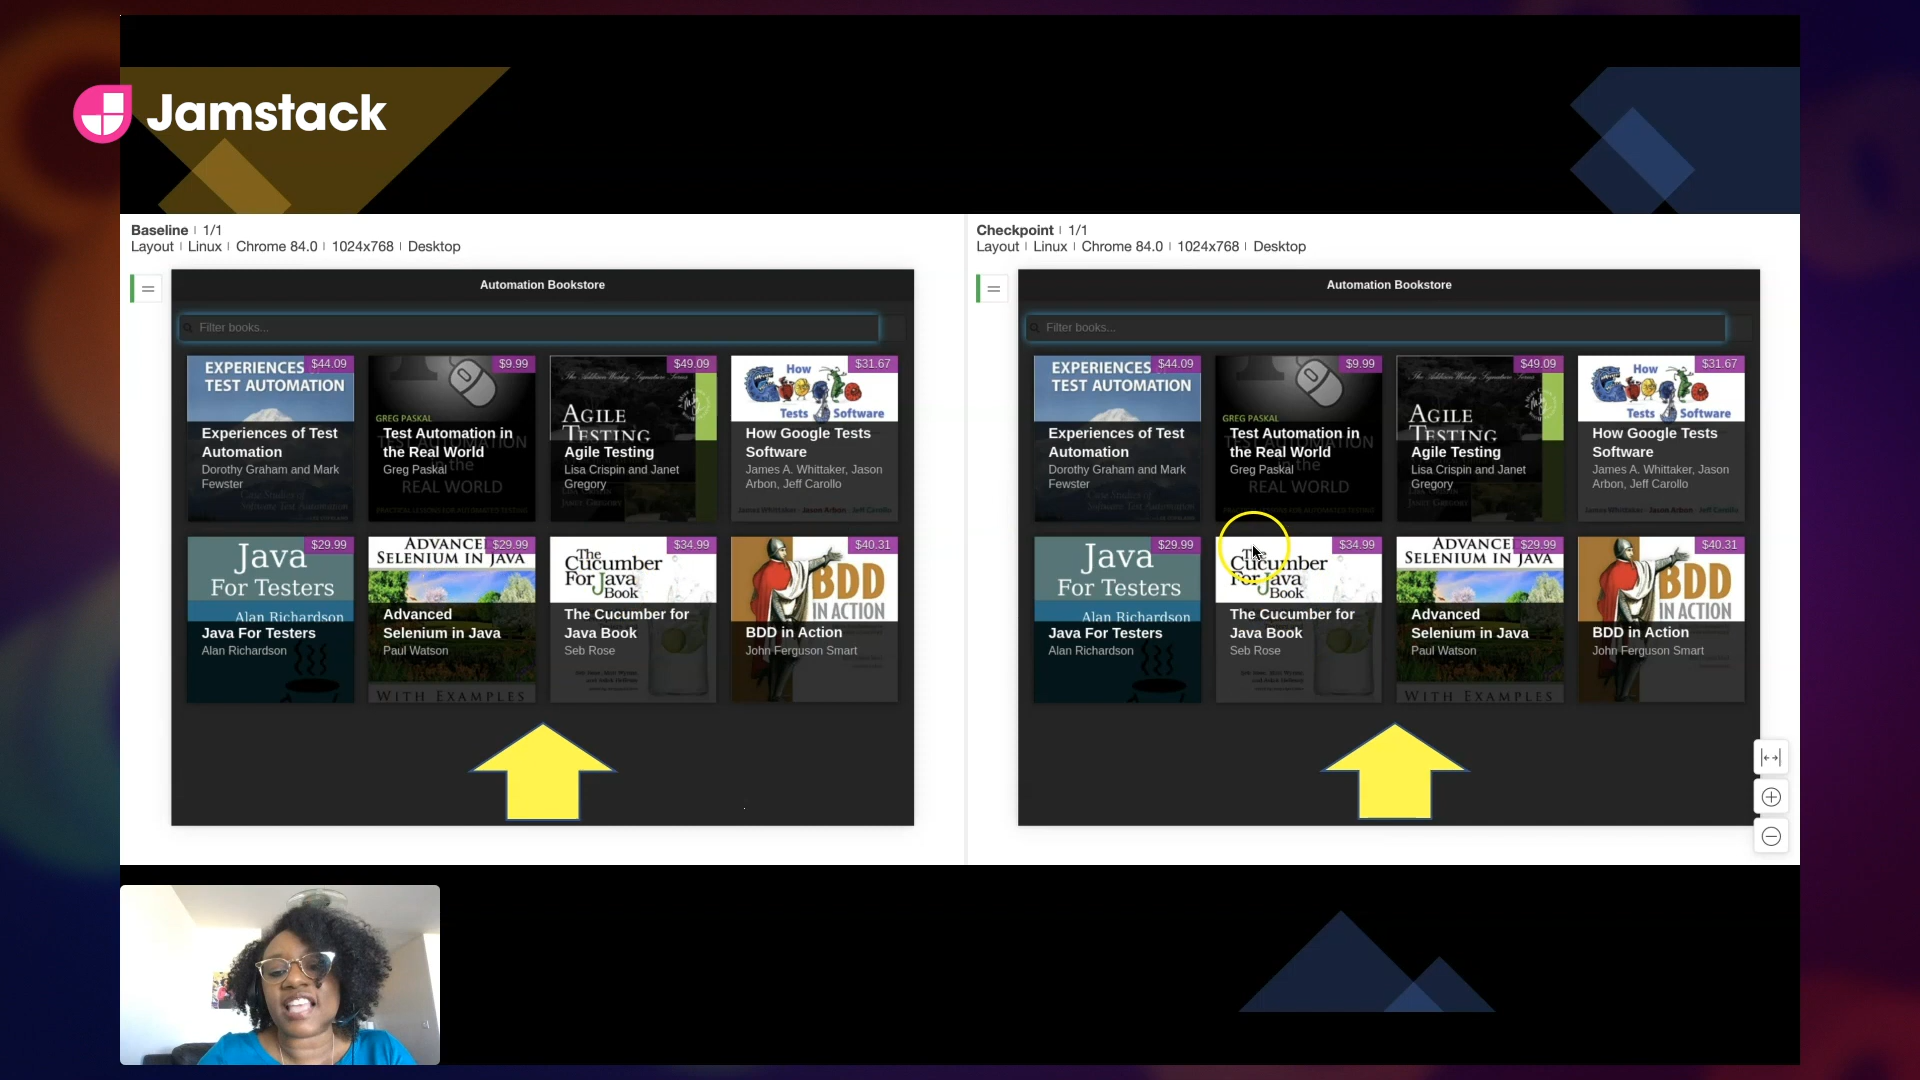 Jamstack
Baseline | 1/1
Layout | Linux | Chrome 84.0 | 1024x768 | Desktop
Automation Bookstore
Filter books...
EXPERIENCES $44.09
TEST AUTOMATION
Experiences of Test
Automation
Dorothy Graham and Mark
Fewster
$9.99
GREG PASKAL
Test Automation in
the Real World
Greg Paskal
in the
REAL WORLD
$49.09
AGILE
TESTING
Agile Testing
Lisa Crispin and Janet
Gregory
$31.67
How Google
Tests Software
How Google Tests
Software
James A. Whittaker, Jason
Arbon, Jeff Carollo
Java $29.99
For Testers
Alan Richardson
Java For Testers
Alan Richardson
ADVANCE $29.99
SELENIUM IN JAVA
Advanced
Selenium in Java
Paul Watson
WITH EXAMPLES
The $34.99
Cucumber
For Java
Book
The Cucumber for
Java Book
Seb Rose
$40.31
BDD
IN ACTION
BDD in Action
John Ferguson Smart
Checkpoint | 1/1
Layout | Linux | Chrome 84.0 | 1024x768 | Desktop
Automation Bookstore
Filter books...
EXPERIENCES $44.09
TEST AUTOMATION
Experiences of Test
Automation
Dorothy Graham and Mark
Fewster
$9.99
GREG PASKAL
Test Automation in
the Real World
Greg Paskal
in the
REAL WORLD
$49.09
AGILE
TESTING
Agile Testing
Lisa Crispin and Janet
Gregory
$31.67
How Google
Tests Software
How Google Tests
Software
James A. Whittaker, Jason
Arbon, Jeff Carollo
Java $29.99
For Testers
Alan Richardson
Java For Testers
Alan Richardson
The $34.99
Cucumber
For Java
Book
The Cucumber for
Java Book
Seb Rose
ADVANCE $29.99
SELENIUM IN JAVA
Advanced
Selenium in Java
Paul Watson
WITH EXAMPLES
$40.31
BDD
IN ACTION
BDD in Action
John Ferguson Smart